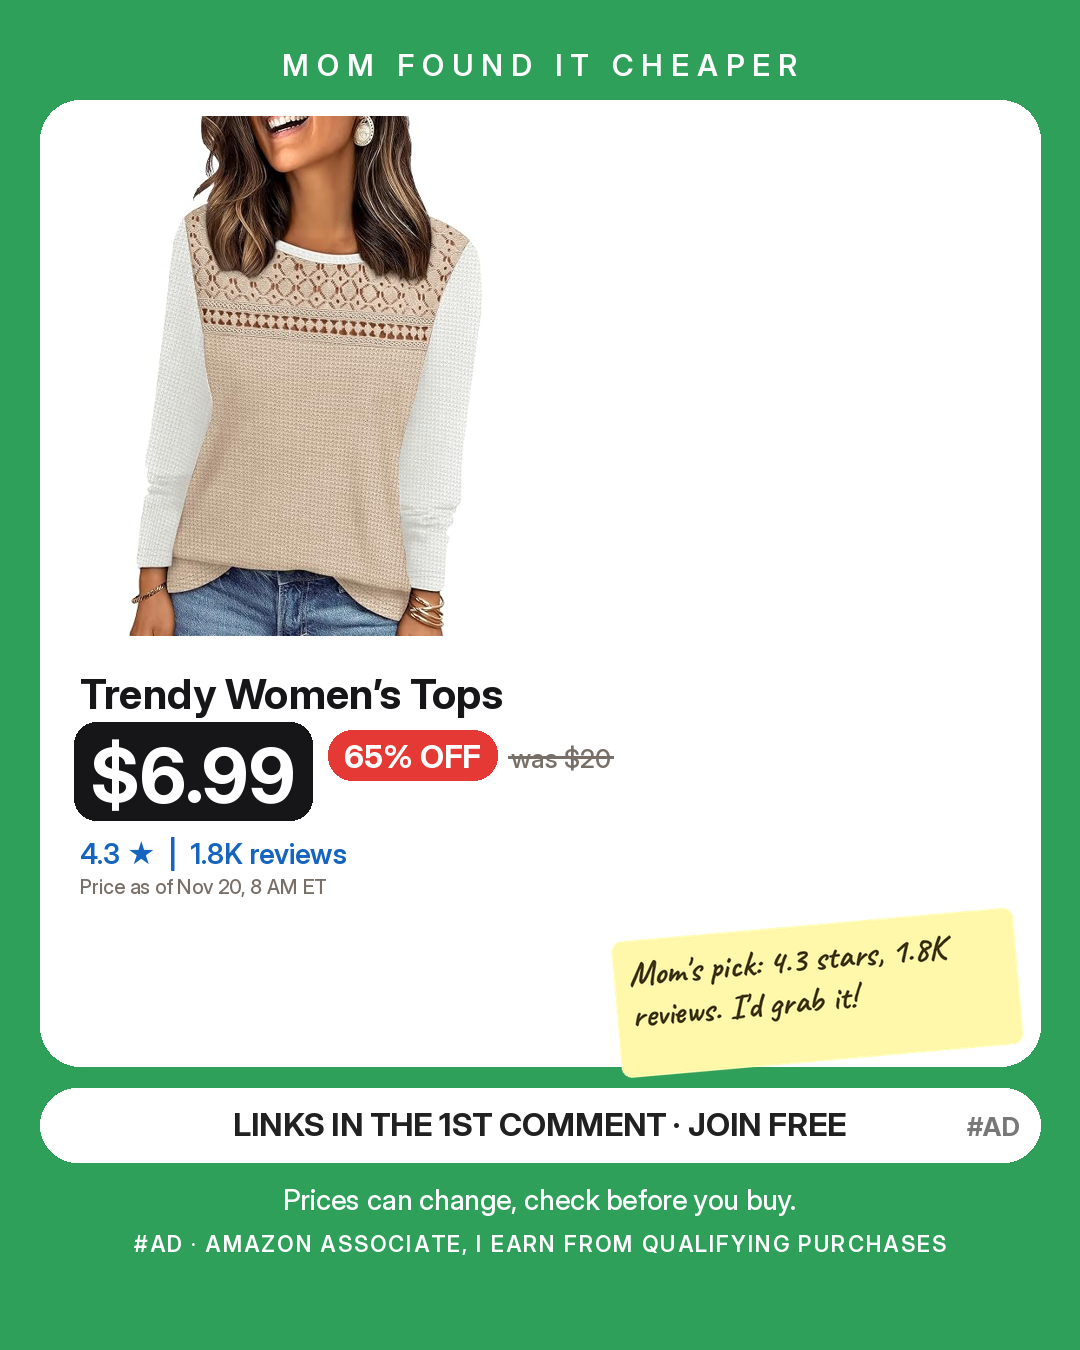 MOM FOUND IT CHEAPER
Trendy Women's Tops
$6.99
65% OFF
was $20
4.3 ★ | 1.8K reviews
Price as of Nov 20, 8 AM ET
Mom's pick: 4.3 stars, 1.8K
reviews. I'd grab it!
LINKS IN THE 1ST COMMENT · JOIN FREE
#AD
Prices can change, check before you buy.
#AD · AMAZON ASSOCIATE, I EARN FROM QUALIFYING PURCHASES